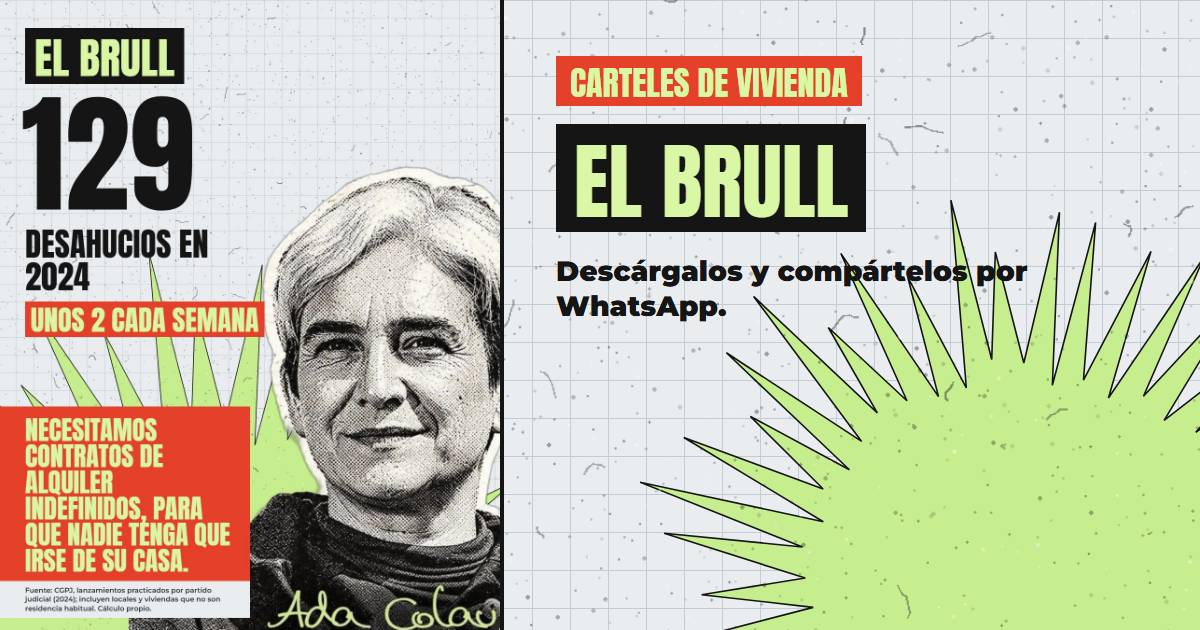 EL BRULL
129
DESAHUCIOS EN
2024
UNOS 2 CADA SEMANA
NECESITAMOS
CONTRATOS DE
ALQUILER
INDEFINIDOS, PARA
QUE NADIE TENGA QUE
IRSE DE SU CASA.
Fuente: CGPJ, lanzamientos practicados por partido
judicial (2024); incluyen locales y viviendas que no son
residencia habitual. Cálculo propio.
Ada Colau
CARTELES DE VIVIENDA
EL BRULL
Descárgalos y compártelos por
WhatsApp.